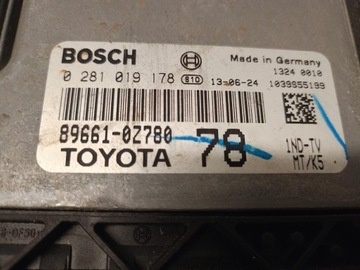 BOSCH
Made in Germany
0 281 019 178 B1D 13-06-24
1324 0010
1039S55199
89661-0Z780
TOYOTA
78
1ND-TV
MT/K5